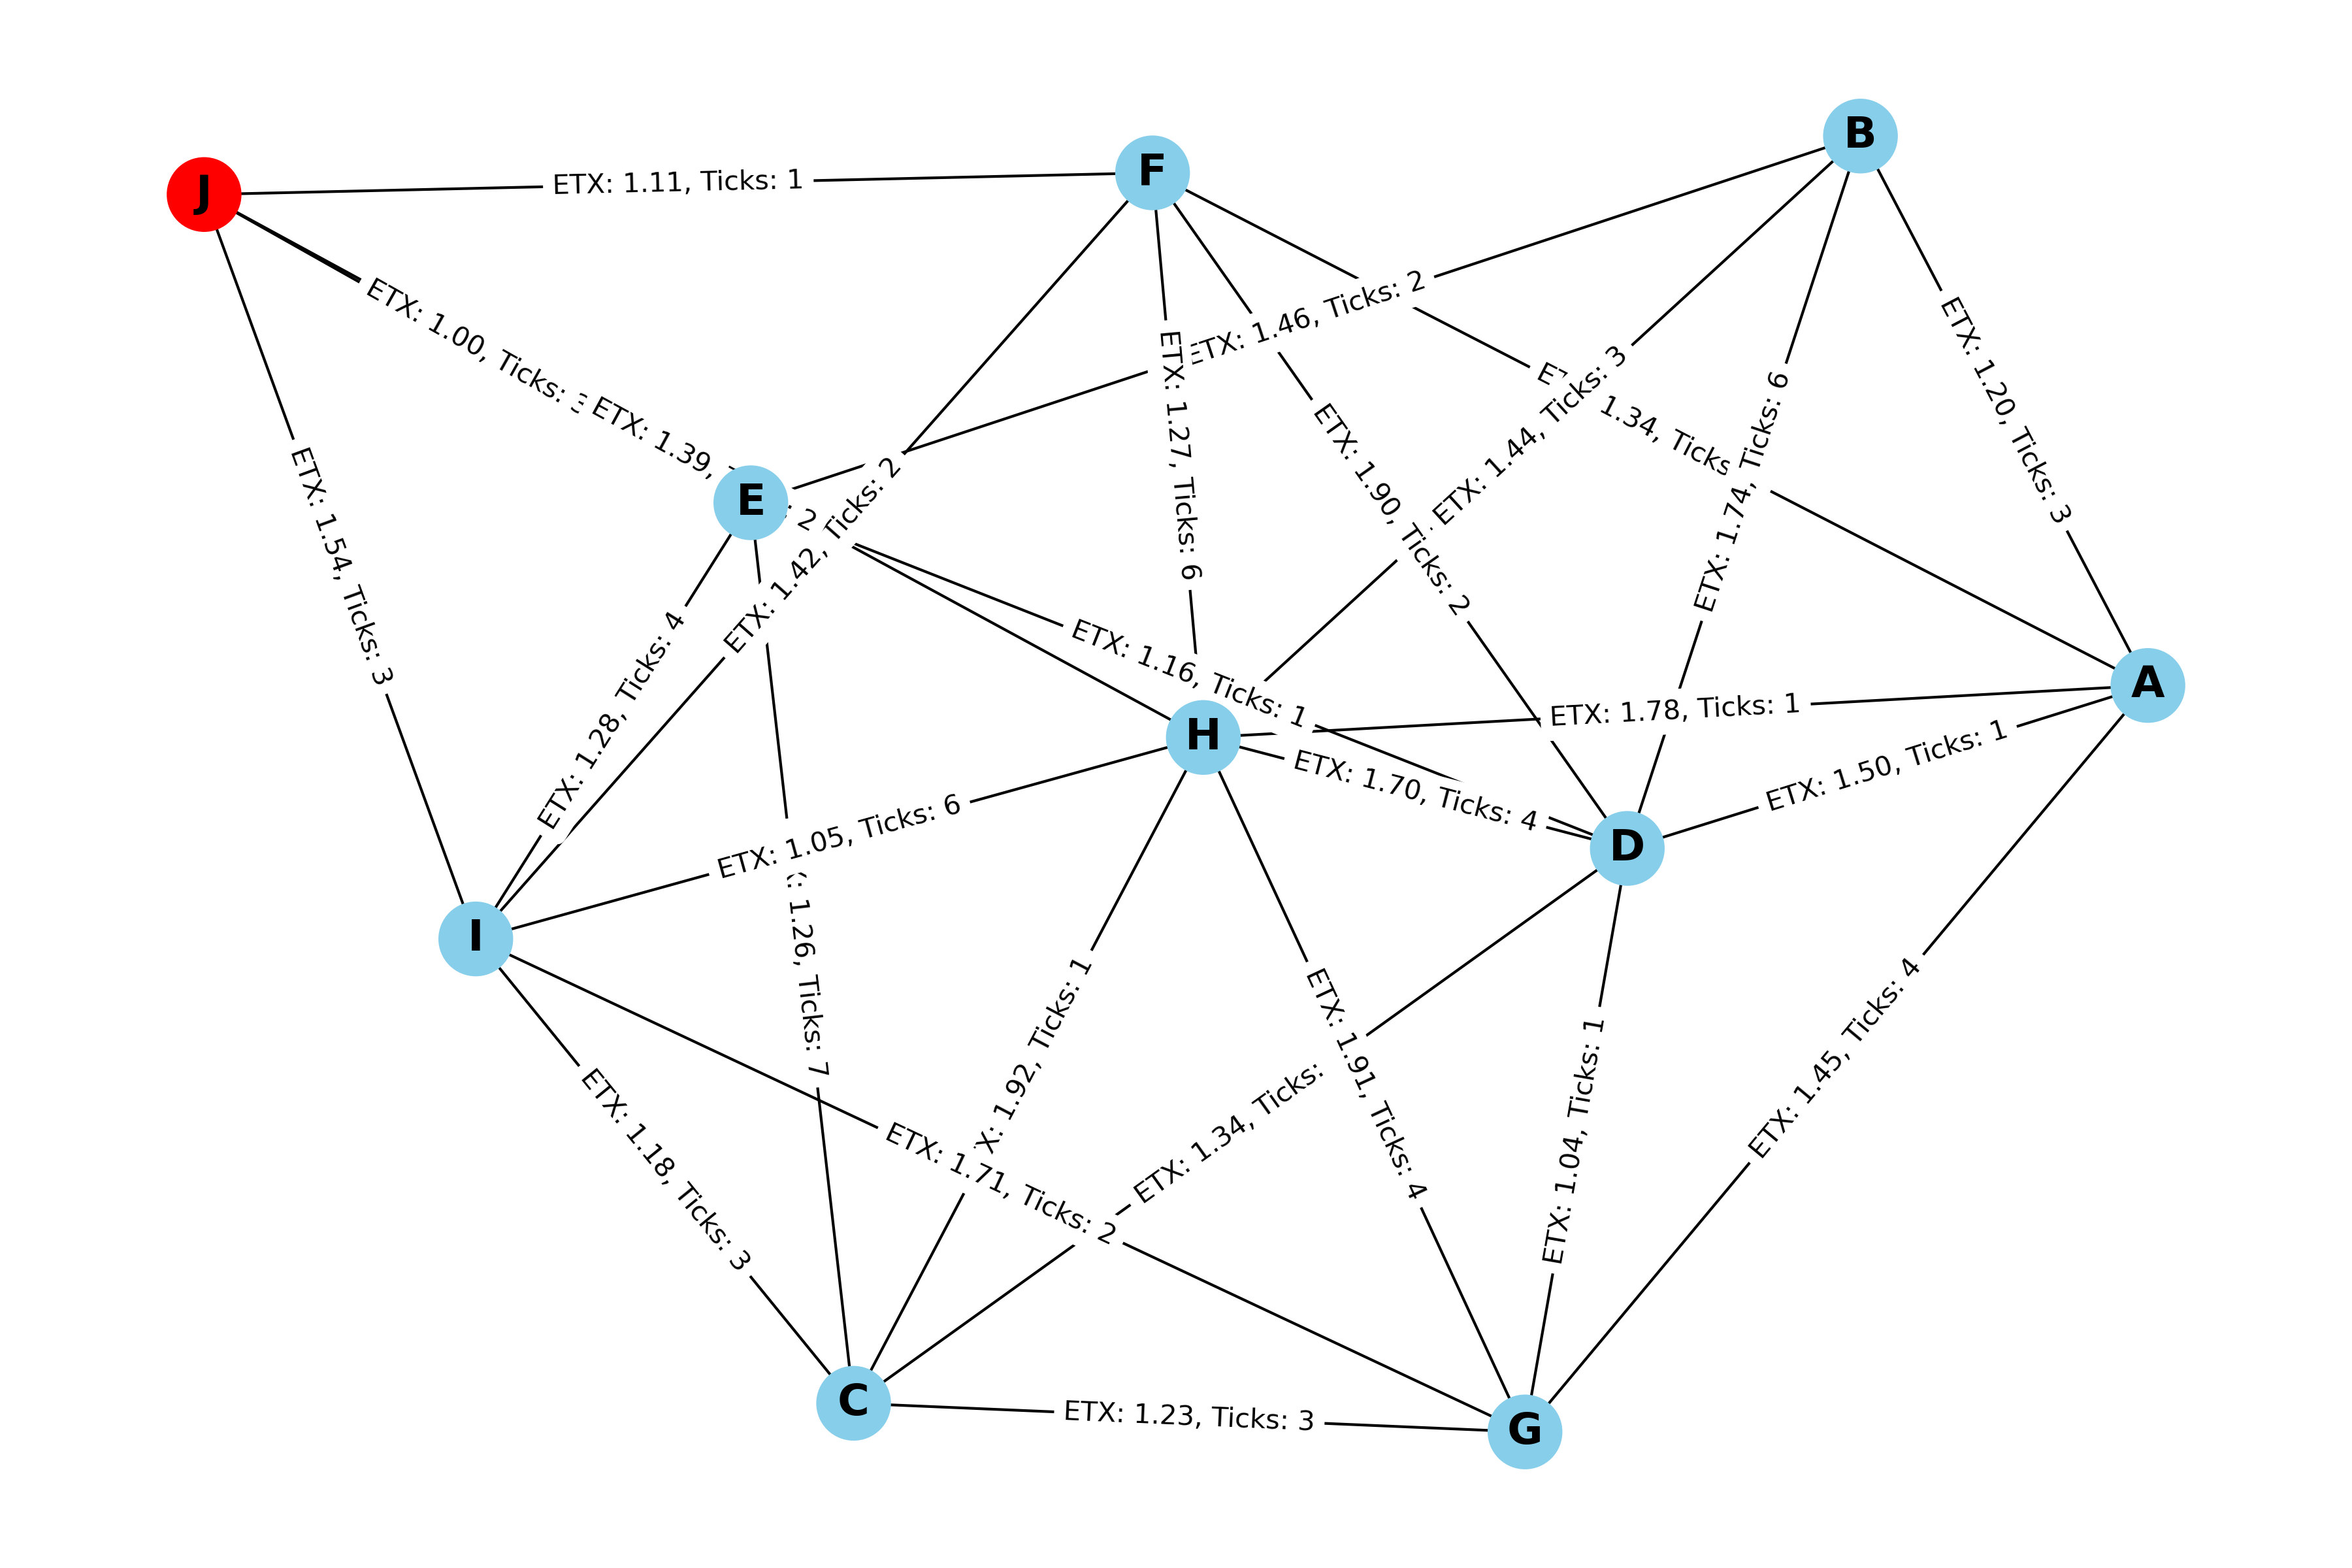 J
F
B
ETX: 1.11, Ticks: 1
ETX: 1.00, Ticks:
ETX: 1.39,
2
E
ETX: 1.46, Ticks: 2
ETX: 1.27, Ticks: 6
ETX: 1.90, Ticks: 2
ETX: 1.44, Ticks: 3
1.34, Ticks
ETX: 1.74, Ticks: 6
ETX: 1.20, Ticks: 3
ETX: 1.54, Ticks: 3
ETX: 1.42, Ticks: 2
ETX: 1.28, Ticks: 4
ETX: 1.16, Ticks: 1
H
A
ETX: 1.78, Ticks: 1
ETX: 1.50, Ticks: 1
ETX: 1.70, Ticks: 4
D
ETX: 1.05, Ticks: 6
I
1.26, Ticks: 7
X: 1.92, Ticks: 1
ETX: 1.91, Ticks: 4
ETX: 1.34, Ticks:
ETX: 1.04, Ticks: 1
ETX: 1.45, Ticks: 4
ETX: 1.18, Ticks: 3
ETX: 1.71, Ticks: 2
C
ETX: 1.23, Ticks: 3
G